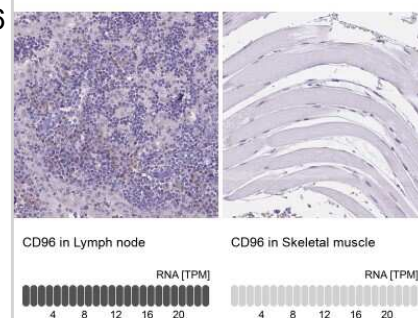 6
CD96 in Lymph node
CD96 in Skeletal muscle
RNA [TPM]
RNA [TPM]
4 8 12 16 20
4 8 12 16 20